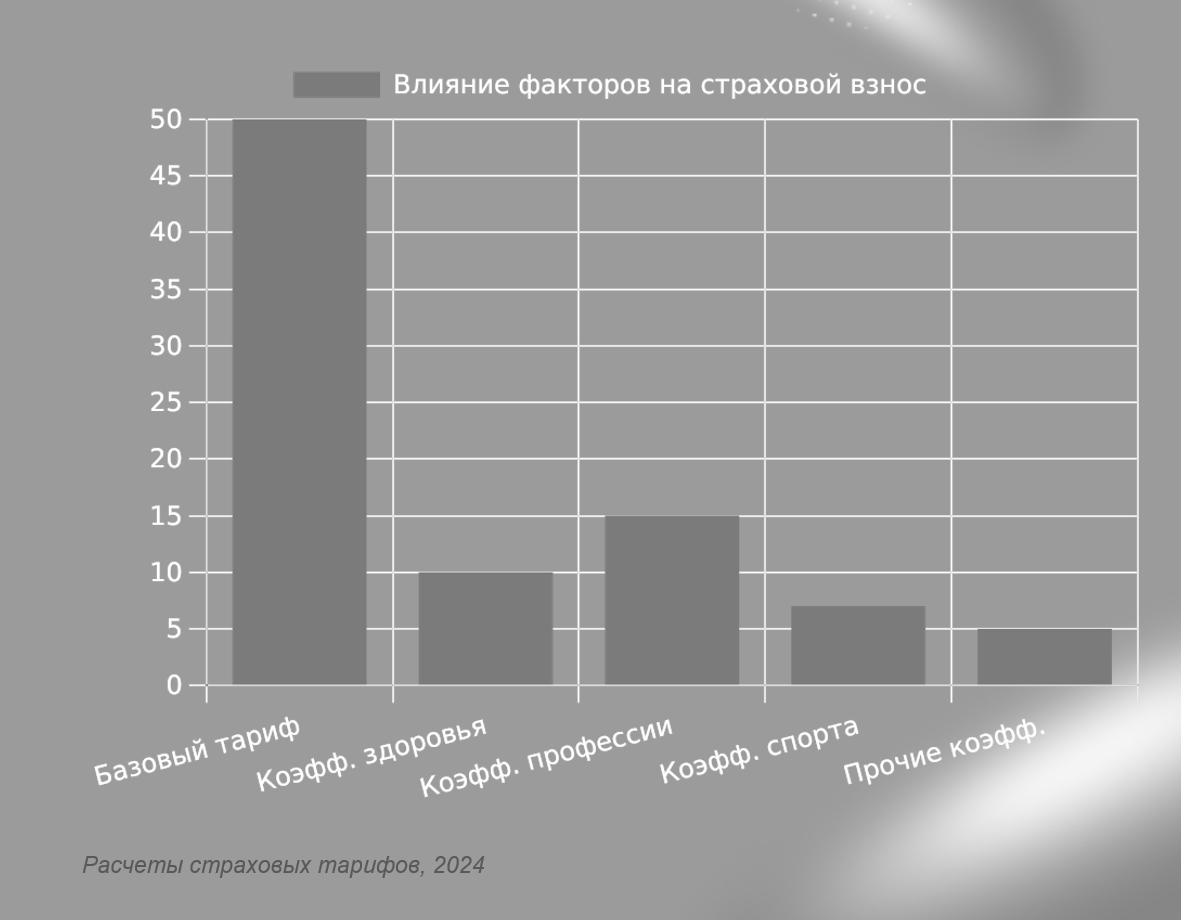 Влияние факторов на страховой взнос
50
45
40
35
30
25
20
15
10
5
0
Базовый тариф
Коэфф. здоровья
Коэфф. профессии
Коэфф. спорта
Прочие коэфф.
Расчеты страховых тарифов, 2024